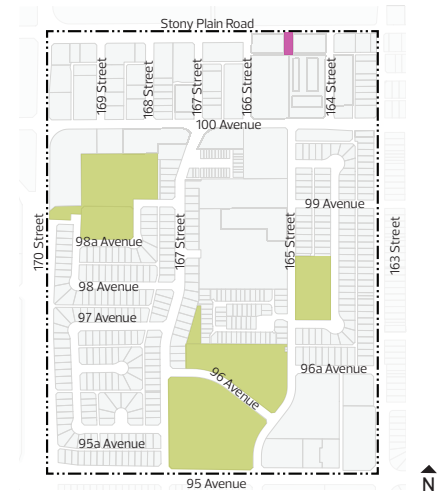 Stony Plain Road
169 Street
168 Street
167 Street
166 Street
164 Street
100 Avenue
99 Avenue
170 Street
98a Avenue
167 Street
165 Street
163 Street
98 Avenue
97 Avenue
96 Avenue
96a Avenue
95a Avenue
95 Avenue
N